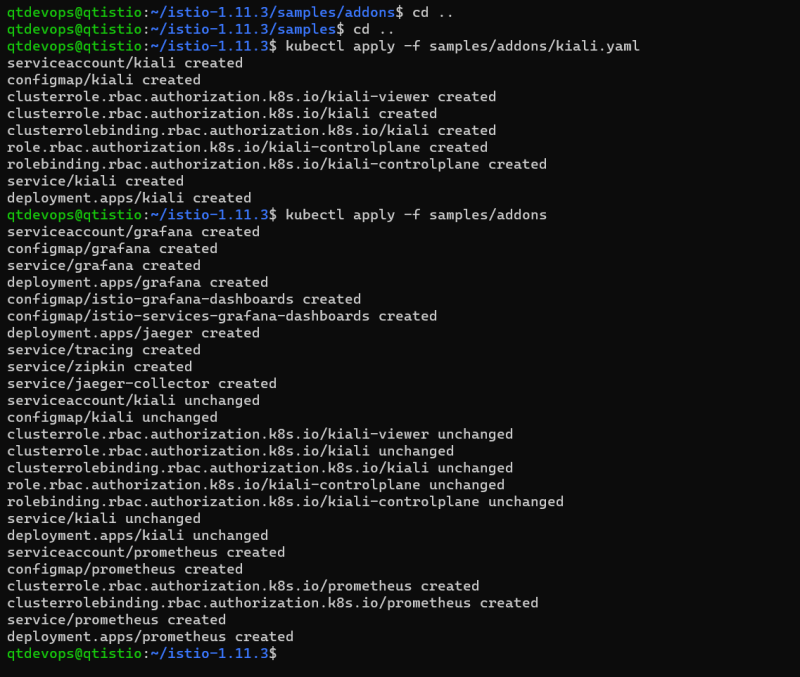 qtdevops@qtistio:~/istio-1.11.3/samples/addons$ cd ..
qtdevops@qtistio:~/istio-1.11.3/samples$ cd ..
qtdevops@qtistio:~/istio-1.11.3$ kubectl apply -f samples/addons/kiali.yaml
serviceaccount/kiali created
configmap/kiali created
clusterrole.rbac.authorization.k8s.io/kiali-viewer created
clusterrole.rbac.authorization.k8s.io/kiali created
clusterrolebinding.rbac.authorization.k8s.io/kiali created
role.rbac.authorization.k8s.io/kiali-controlplane created
rolebinding.rbac.authorization.k8s.io/kiali-controlplane created
service/kiali created
deployment.apps/kiali created
qtdevops@qtistio:~/istio-1.11.3$ kubectl apply -f samples/addons
serviceaccount/grafana created
configmap/grafana created
service/grafana created
deployment.apps/grafana created
configmap/istio-grafana-dashboards created
configmap/istio-services-grafana-dashboards created
deployment.apps/jaeger created
service/tracing created
service/zipkin created
service/jaeger-collector created
serviceaccount/kiali unchanged
configmap/kiali unchanged
clusterrole.rbac.authorization.k8s.io/kiali-viewer unchanged
clusterrole.rbac.authorization.k8s.io/kiali unchanged
clusterrolebinding.rbac.authorization.k8s.io/kiali unchanged
role.rbac.authorization.k8s.io/kiali-controlplane unchanged
rolebinding.rbac.authorization.k8s.io/kiali-controlplane unchanged
service/kiali unchanged
deployment.apps/kiali unchanged
serviceaccount/prometheus created
configmap/prometheus created
clusterrole.rbac.authorization.k8s.io/prometheus created
clusterrolebinding.rbac.authorization.k8s.io/prometheus created
service/prometheus created
deployment.apps/prometheus created
qtdevops@qtistio:~/istio-1.11.3$